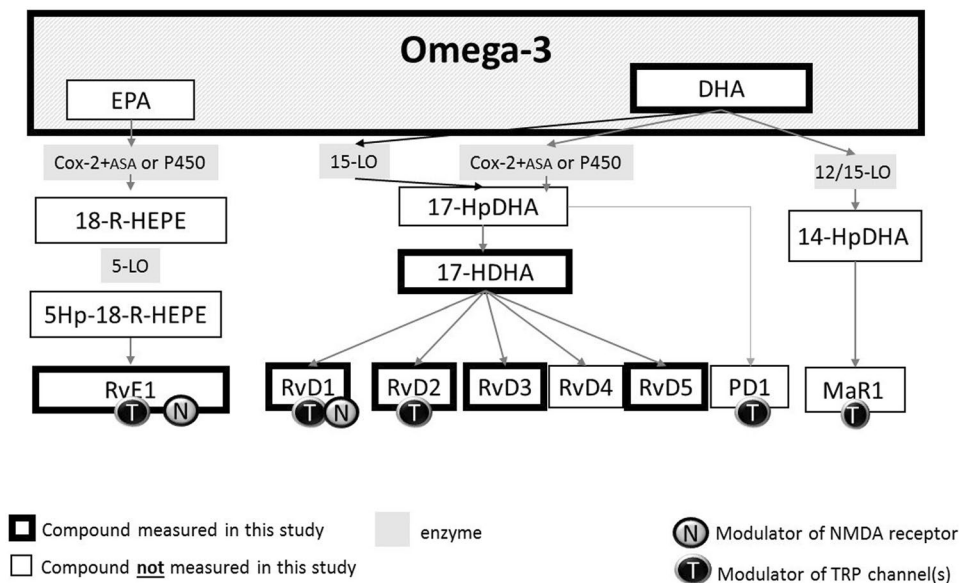 Omega-3
EPA
DHA
Cox-2+ASA or P450
15-LO
Cox-2+ASA or P450
12/15-LO
18-R-HEPE
17-HpDHA
14-HpDHA
5-LO
17-HDHA
5Hp-18-R-HEPE
RvE1
RvD1
RvD2
RvD3
RvD4
RvD5
PD1
MaR1
T
N
T
N
T
T
T
Compound measured in this study
enzyme
N
Modulator of NMDA receptor
Compound not measured in this study
T
Modulator of TRP channel(s)